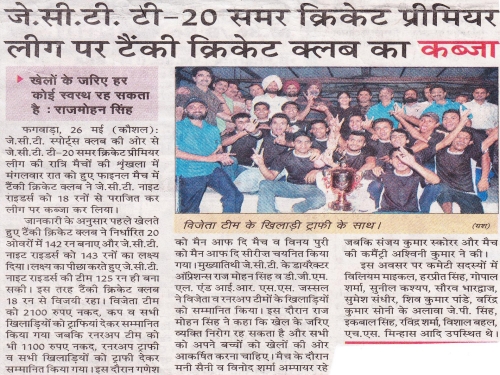 जे.सी.टी. टी-20 समर क्रिकेट प्रीमियर
लीग पर टैंकी क्रिकेट क्लब का कब्जा
खेलों के जरिए हर
कोई स्वस्थ रह सकता
है : राजमोहन सिंह
फगवाड़ा, 26 मई (कौशल):
जे.सी.टी. स्पोर्ट्स क्लब की ओर से
जे.सी.टी. टी-20 समर क्रिकेट प्रीमियर
लीग की रात्रि मैचों की शृंखला में
मंगलवार रात को हुए फाइनल मैच में
टैंकी क्रिकेट क्लब ने जे.सी.टी. नाइट
राइडर्स को 18 रनों से पराजित कर
लीग पर कब्जा कर लिया।
जानकारी के अनुसार पहले खेलते
हुए टैंकी क्रिकेट क्लब ने निर्धारित 20
ओवरों में 142 रन बनाए और जे.सी.टी.
नाइट राइडर्स को 143 रनों का लक्ष्य
दिया। लक्ष्य का पीछा करते हुए जे.सी.टी.
नाइट राइडर्स की टीम 125 रन ही बना
सकी। इस तरह टैंकी क्रिकेट क्लब
18 रन से विजयी रहा। विजेता टीम
को 2100 रुपए नकद, कप व सभी
खिलाड़ियों को ट्राफियां देकर सम्मानित
किया गया जबकि रनरअप टीम को
भी 1100 रुपए नकद, रनरअप ट्राफी
व सभी खिलाड़ियों को ट्राफी देकर
सम्मानित किया गया। इस दौरान गणेश
विजेता टीम के खिलाड़ी ट्राफी के साथ।
को मैन आफ दि मैच व विनय पुरी
को मैन आफ दि सीरीज चयनित किया
गया। मुख्यातिथी जे.सी.टी. के डायरेक्टर
आप्रेशनस राज मोहन सिंह व डी.जी.एम.
एल. एंड आई.आर. एस.एस. जस्सल
ने विजेता व रनरअप टीमों के खिलाड़ियों
को सम्मानित किया। इस दौरान राज
मोहन सिंह ने कहा कि खेल के जरिए
व्यक्ति निरोग रह सकता है और सभी
को अपने बच्चों को खेलों की ओर
आकर्षित करना चाहिए। मैच के दौरान
मनी सैनी व विनोद शर्मा अम्पायर रहे
जबकि संजय कुमार स्कोरर और मैच
की कमैंट्री अश्विनी कुमार ने की।
इस अवसर पर कमेटी सदस्यों में
विलियम माइकल, हरप्रीत सिंह, गोपाल
शर्मा, सुनील कश्यप, सौरव भारद्वाज,
सुमेश संधीर, शिव कुमार पांडे, वरिंद्र
कुमार सोनी के अलावा जे.पी. सिंह,
इकबाल सिंह, रविंद्र शर्मा, विशाल बहल,
एच.एस. मिन्हास आदि उपस्थित थे।